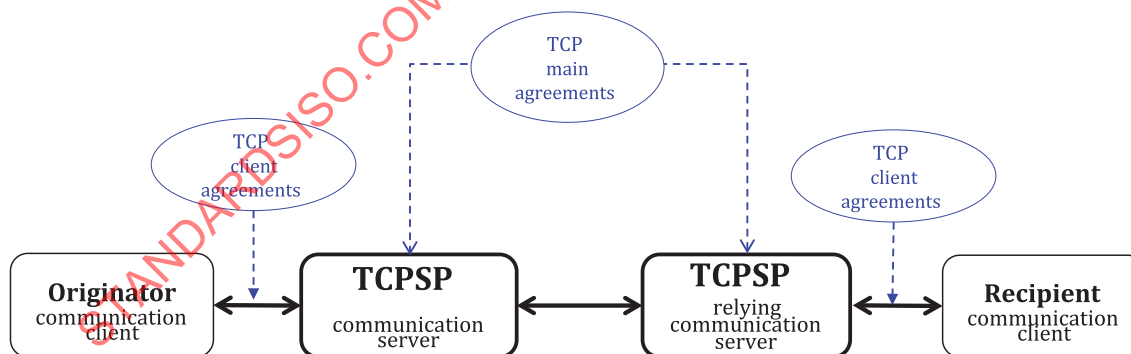 TCP
main
agreements
TCP
client
agreements
TCP
client
agreements
Originator
communication
client
TCPSP
communication
server
TCPSP
relying
communication
server
Recipient
communication
client
STANDARDSISO.COM